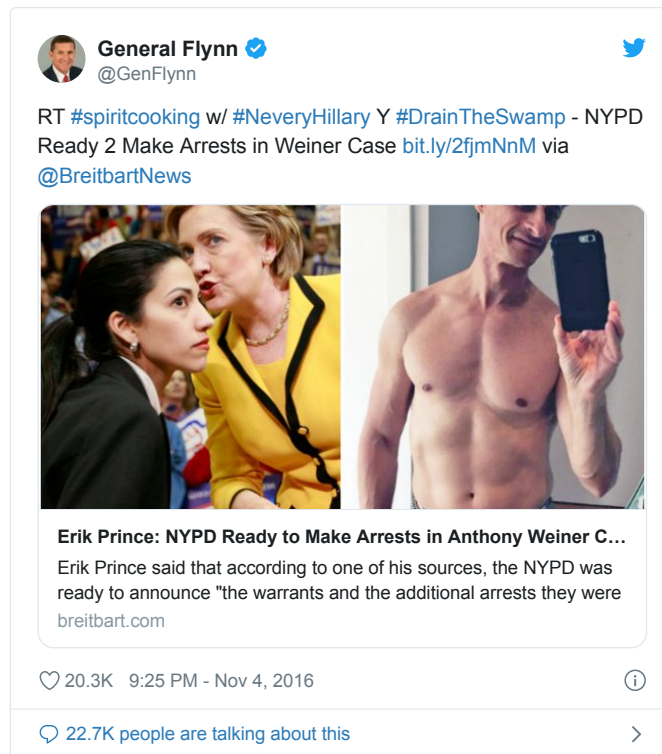 General Flynn
@GenFlynn
RT #spiritcooking w/ #NeveryHillary Y #DrainTheSwamp - NYPD
Ready 2 Make Arrests in Weiner Case bit.ly/2fjmNnM via
@BreitbartNews
Erik Prince: NYPD Ready to Make Arrests in Anthony Weiner C...
Erik Prince said that according to one of his sources, the NYPD was
ready to announce "the warrants and the additional arrests they were
breitbart.com
20.3K 9:25 PM - Nov 4, 2016
22.7K people are talking about this